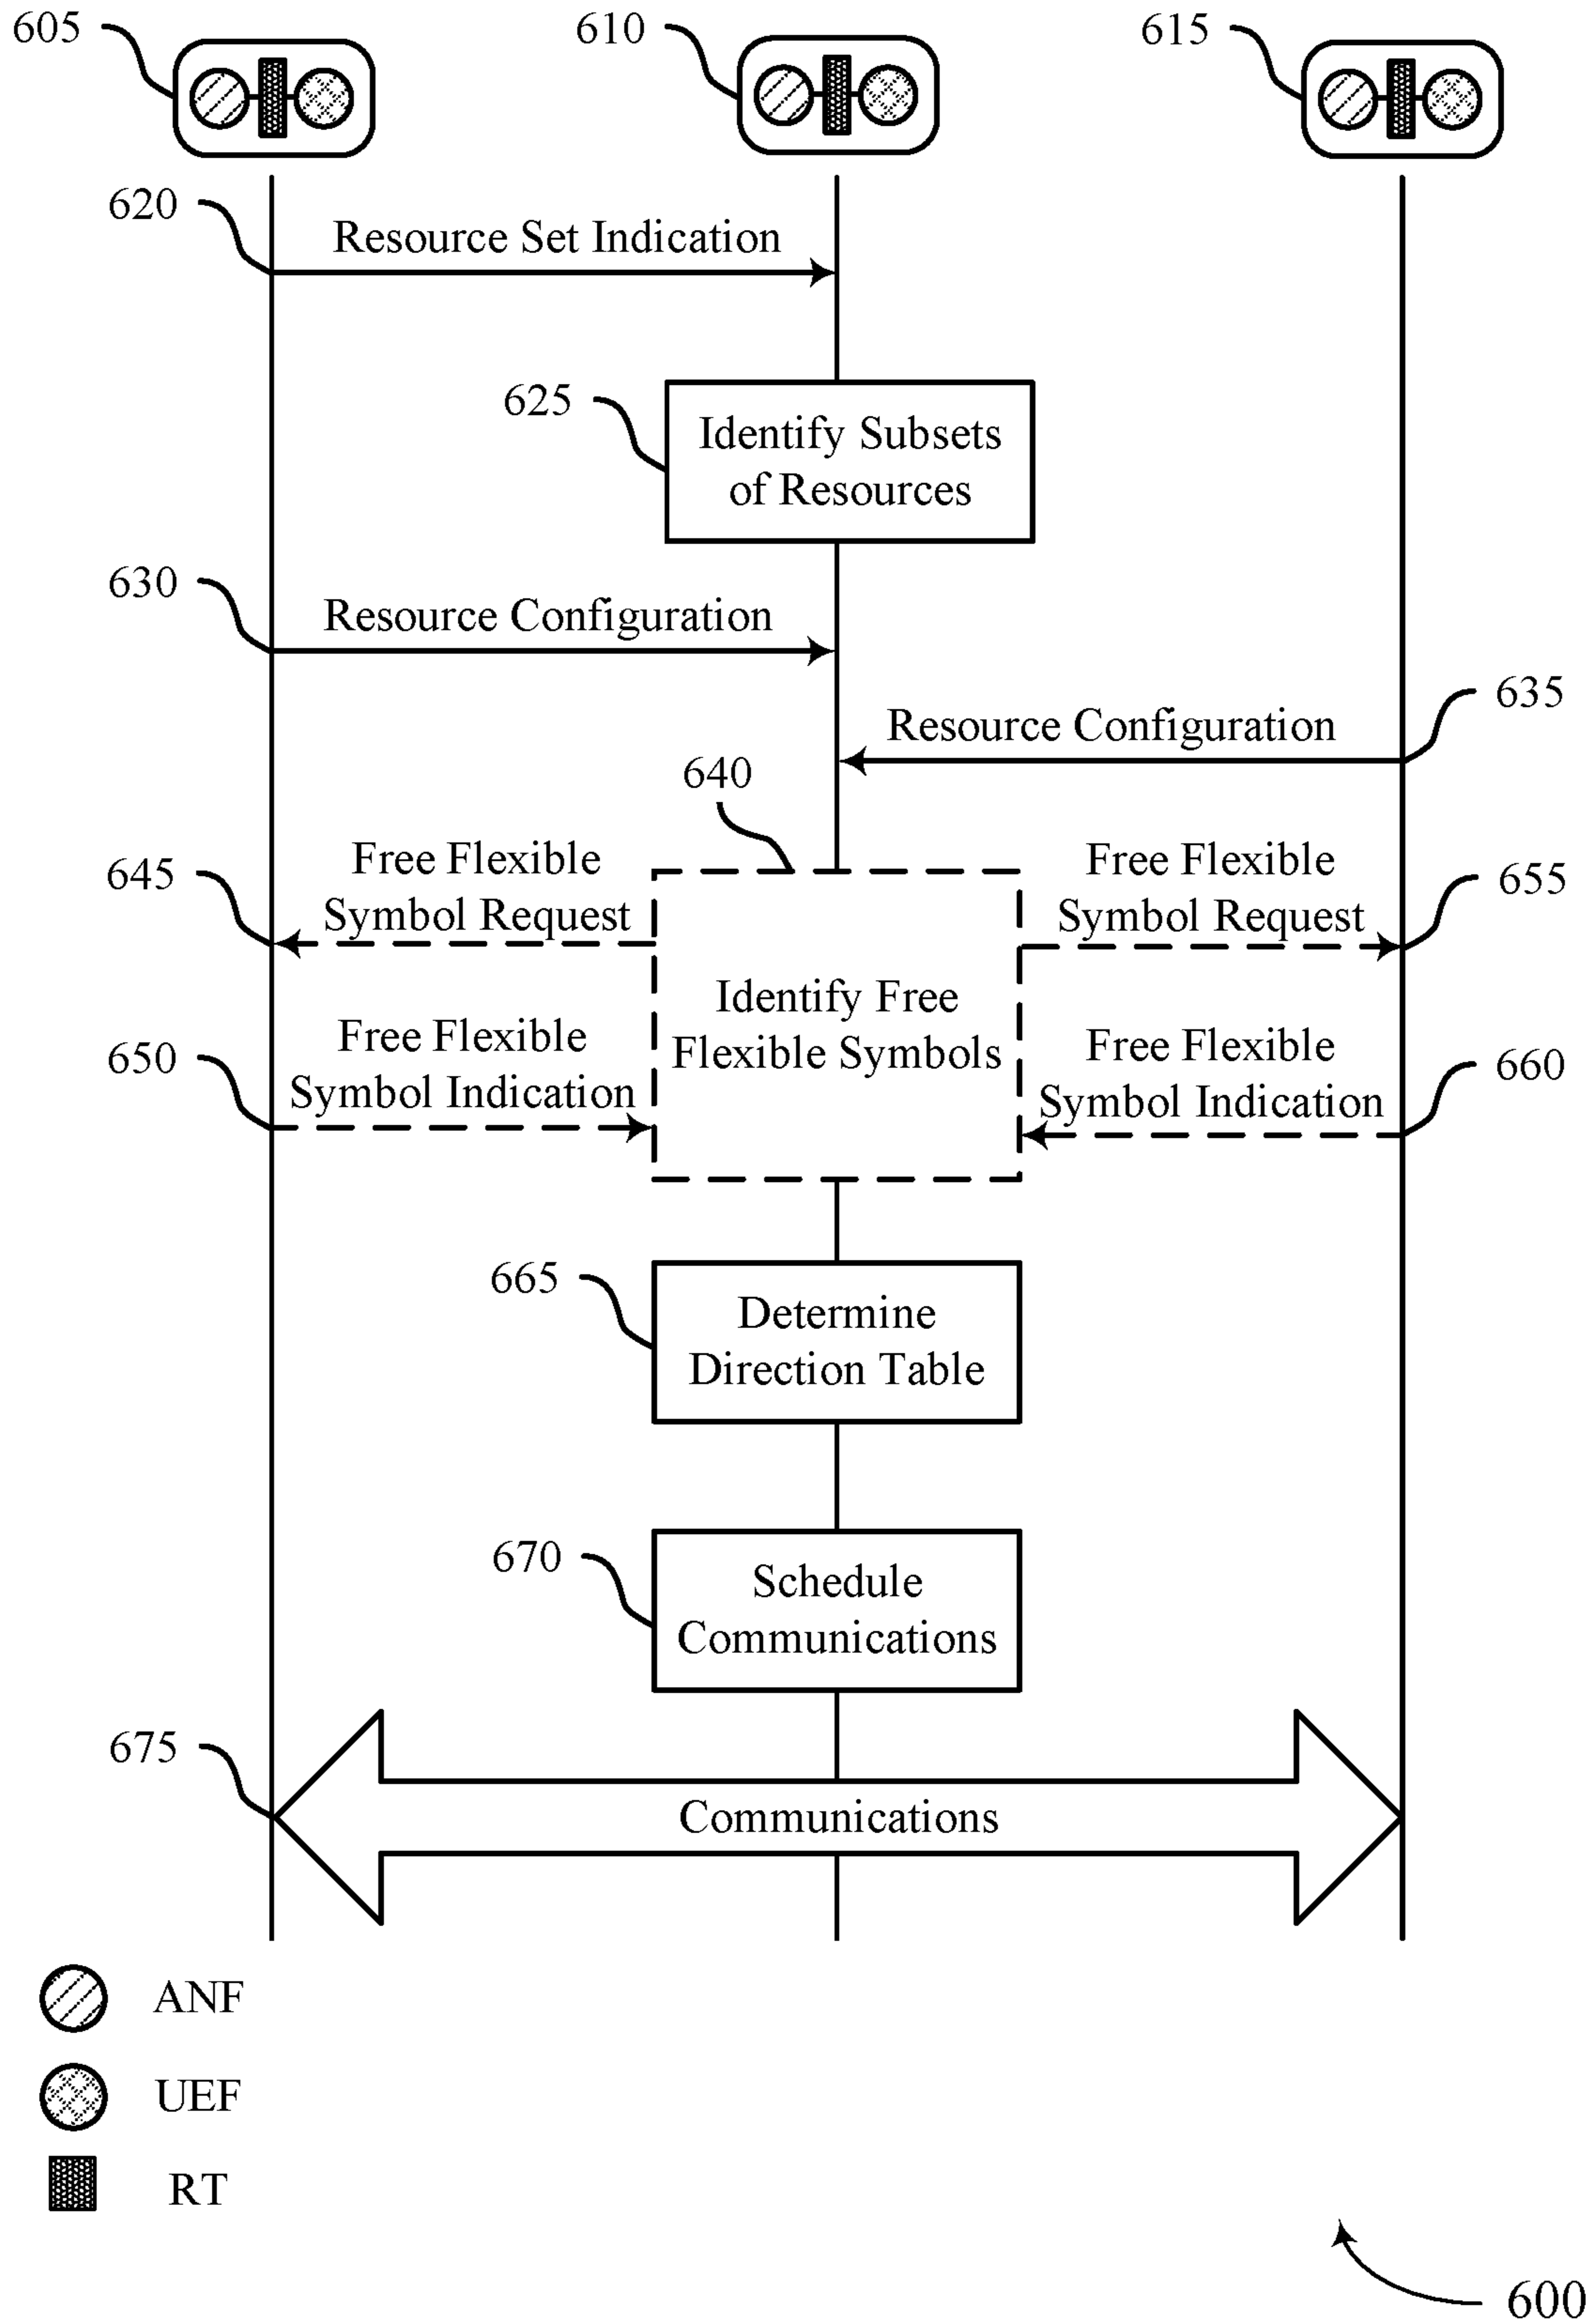 605
610
615
620
Resource Set Indication
625
Identify Subsets
of Resources
630
Resource Configuration
635
Resource Configuration
640
645
Free Flexible
Symbol Request
Free Flexible
Symbol Request
655
Identify Free
Flexible Symbols
650
Free Flexible
Symbol Indication
Free Flexible
Symbol Indication
660
665
Determine
Direction Table
670
Schedule
Communications
675
Communications
ANF
UEF
RT
600